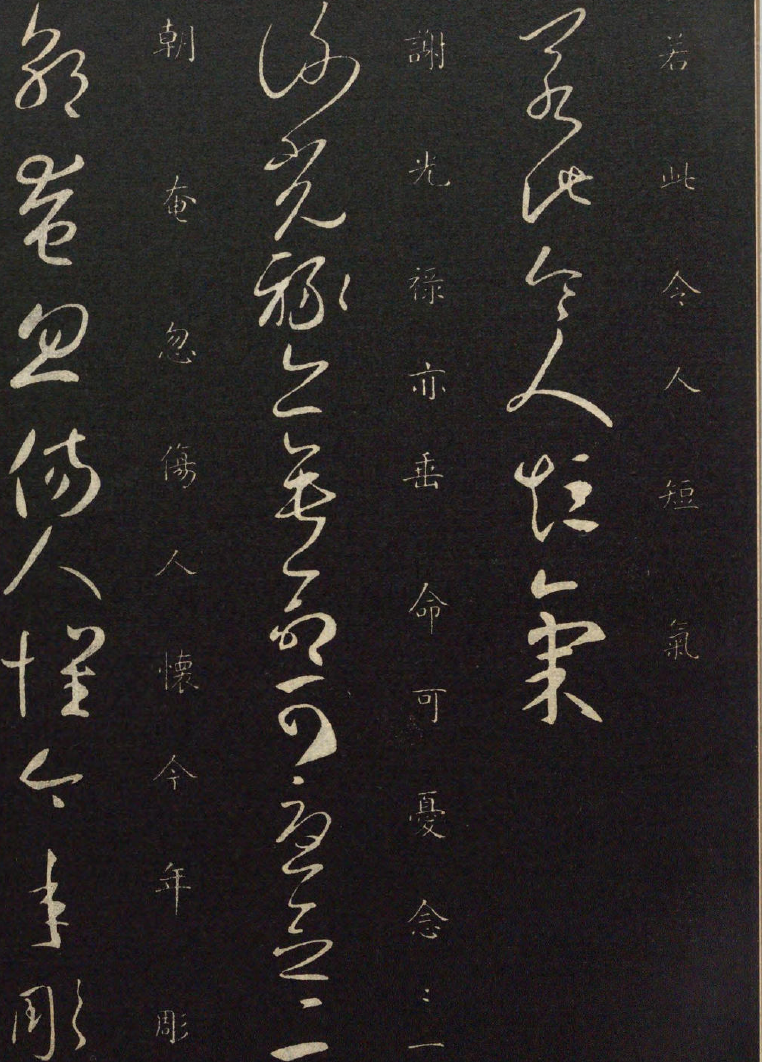 若此令人短氣
若此令人短氣
謝光祿亦垂命可憂念〻一
謝光祿亦垂命可憂念〻一
朝奄忽傷人懷今年彫
朝奄忽傷人懷今年彫